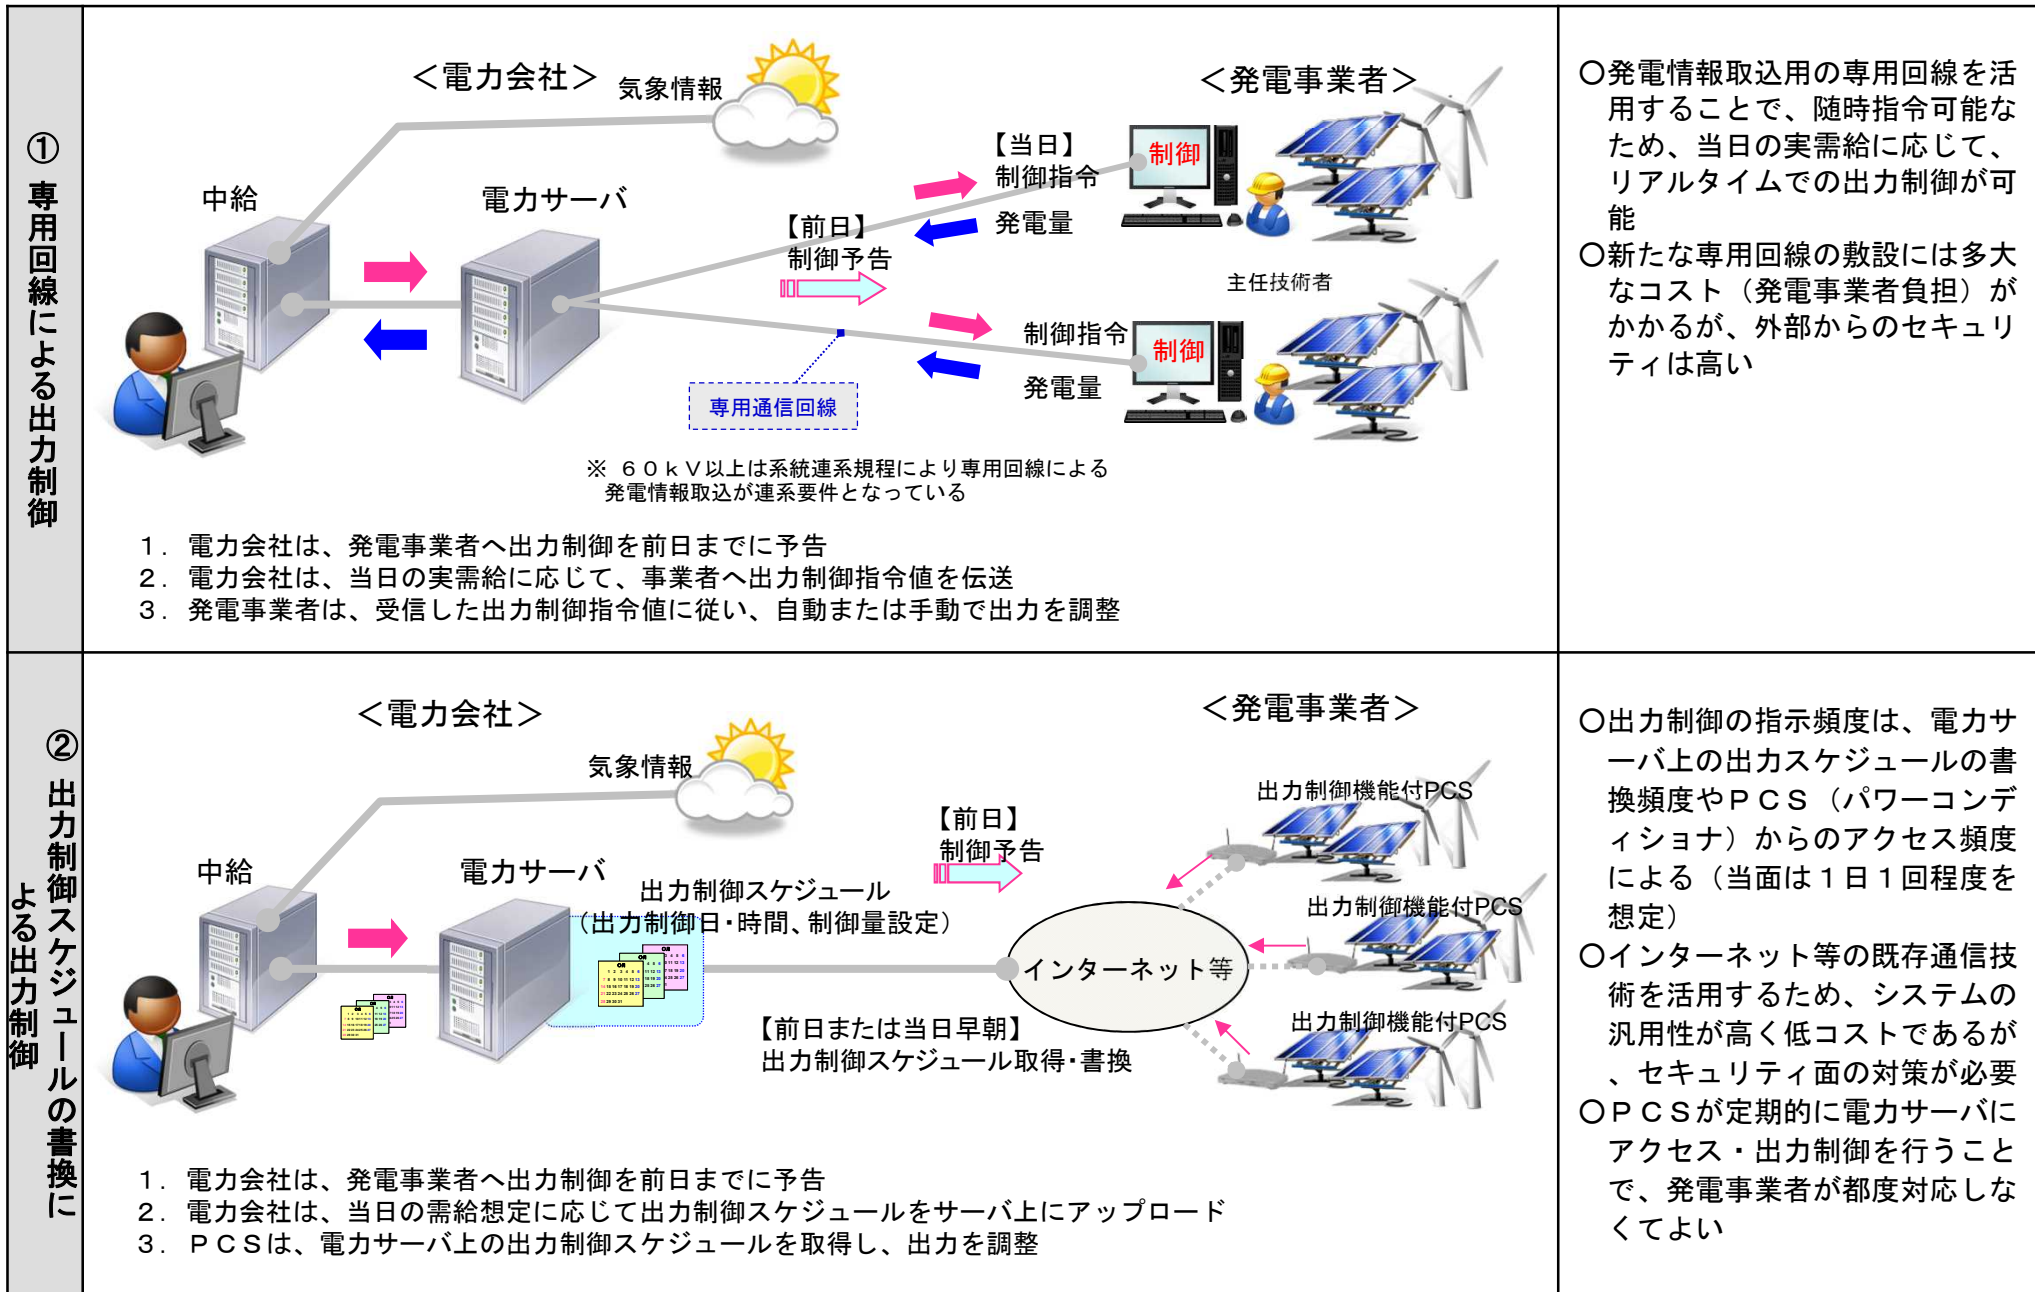 ① 専用回線による出力制御
＜電力会社＞
気象情報
＜発電事業者＞
中給
電力サーバ
【当日】
制御指令
発電量
制御
【前日】
制御予告
主任技術者
制御指令
発電量
制御
専用通信回線
※ ６０ｋＶ以上は系統連系規程により専用回線による
発電情報取込が連系要件となっている
１．電力会社は、発電事業者へ出力制御を前日までに予告
２．電力会社は、当日の実需給に応じて、事業者へ出力制御指令値を伝送
３．発電事業者は、受信した出力制御指令値に従い、自動または手動で出力を調整
〇発電情報取込用の専用回線を活
用することで、随時指令可能な
ため、当日の実需給に応じて、
リアルタイムでの出力制御が可
能
〇新たな専用回線の敷設には多大
なコスト（発電事業者負担）が
かかるが、外部からのセキュリ
ティは高い
② 出力制御スケジュールの書換に
よる出力制御
＜電力会社＞
気象情報
＜発電事業者＞
中給
電力サーバ
出力制御スケジュール
（出力制御日・時間、制御量設定）
【前日】
制御予告
出力制御機能付PCS
出力制御機能付PCS
出力制御機能付PCS
インターネット等
【前日または当日早朝】
出力制御スケジュール取得・書換
１．電力会社は、発電事業者へ出力制御を前日までに予告
２．電力会社は、当日の需給想定に応じて出力制御スケジュールをサーバ上にアップロード
３．ＰＣＳは、電力サーバ上の出力制御スケジュールを取得し、出力を調整
〇出力制御の指示頻度は、電力サ
ーバ上の出力スケジュールの書
換頻度やＰＣＳ（パワーコンデ
ィショナ）からのアクセス頻度
による（当面は１日１回程度を
想定）
〇インターネット等の既存通信技
術を活用するため、システムの
汎用性が高く低コストであるが
、セキュリティ面の対策が必要
〇ＰＣＳが定期的に電力サーバに
アクセス・出力制御を行うこと
で、発電事業者が都度対応しな
くてよい